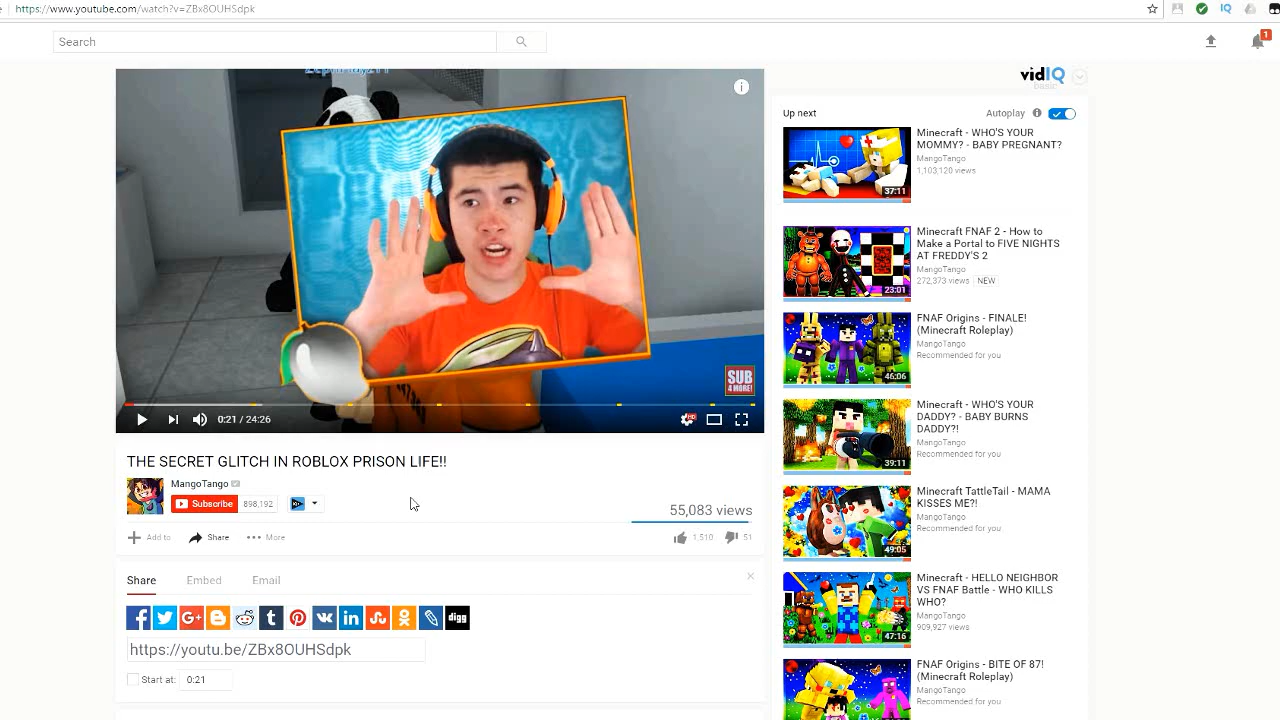 https://www.youtube.com/watch?v=ZBx8OUHSdpk
IQ
Search
1
vidIQ
i
SUB
4 MORE!
0:21 / 24:26
HD
THE SECRET GLITCH IN ROBLOX PRISON LIFE!!
MangoTango
Subscribe 898,192
55,083 views
Add to Share More
1,510 51
Share Embed Email
digg
https://youtu.be/ZBx8OUHSdpk
Start at: 0:21
Up next Autoplay
Minecraft - WHO'S YOUR
MOMMY? - BABY PREGNANT?
MangoTango
1,103,120 views
37:11
Minecraft FNAF 2 - How to
Make a Portal to FIVE NIGHTS
AT FREDDY'S 2
MangoTango
272,373 views NEW
23:01
FNAF Origins - FINALE!
(Minecraft Roleplay)
MangoTango
Recommended for you
46:06
Minecraft - WHO'S YOUR
DADDY? - BABY BURNS
DADDY?!
MangoTango
Recommended for you
39:11
Minecraft TattleTail - MAMA
KISSES ME?!
MangoTango
Recommended for you
49:05
Minecraft - HELLO NEIGHBOR
VS FNAF Battle - WHO KILLS
WHO?
MangoTango
909,927 views
47:16
FNAF Origins - BITE OF 87!
(Minecraft Roleplay)
MangoTango
Recommended for you